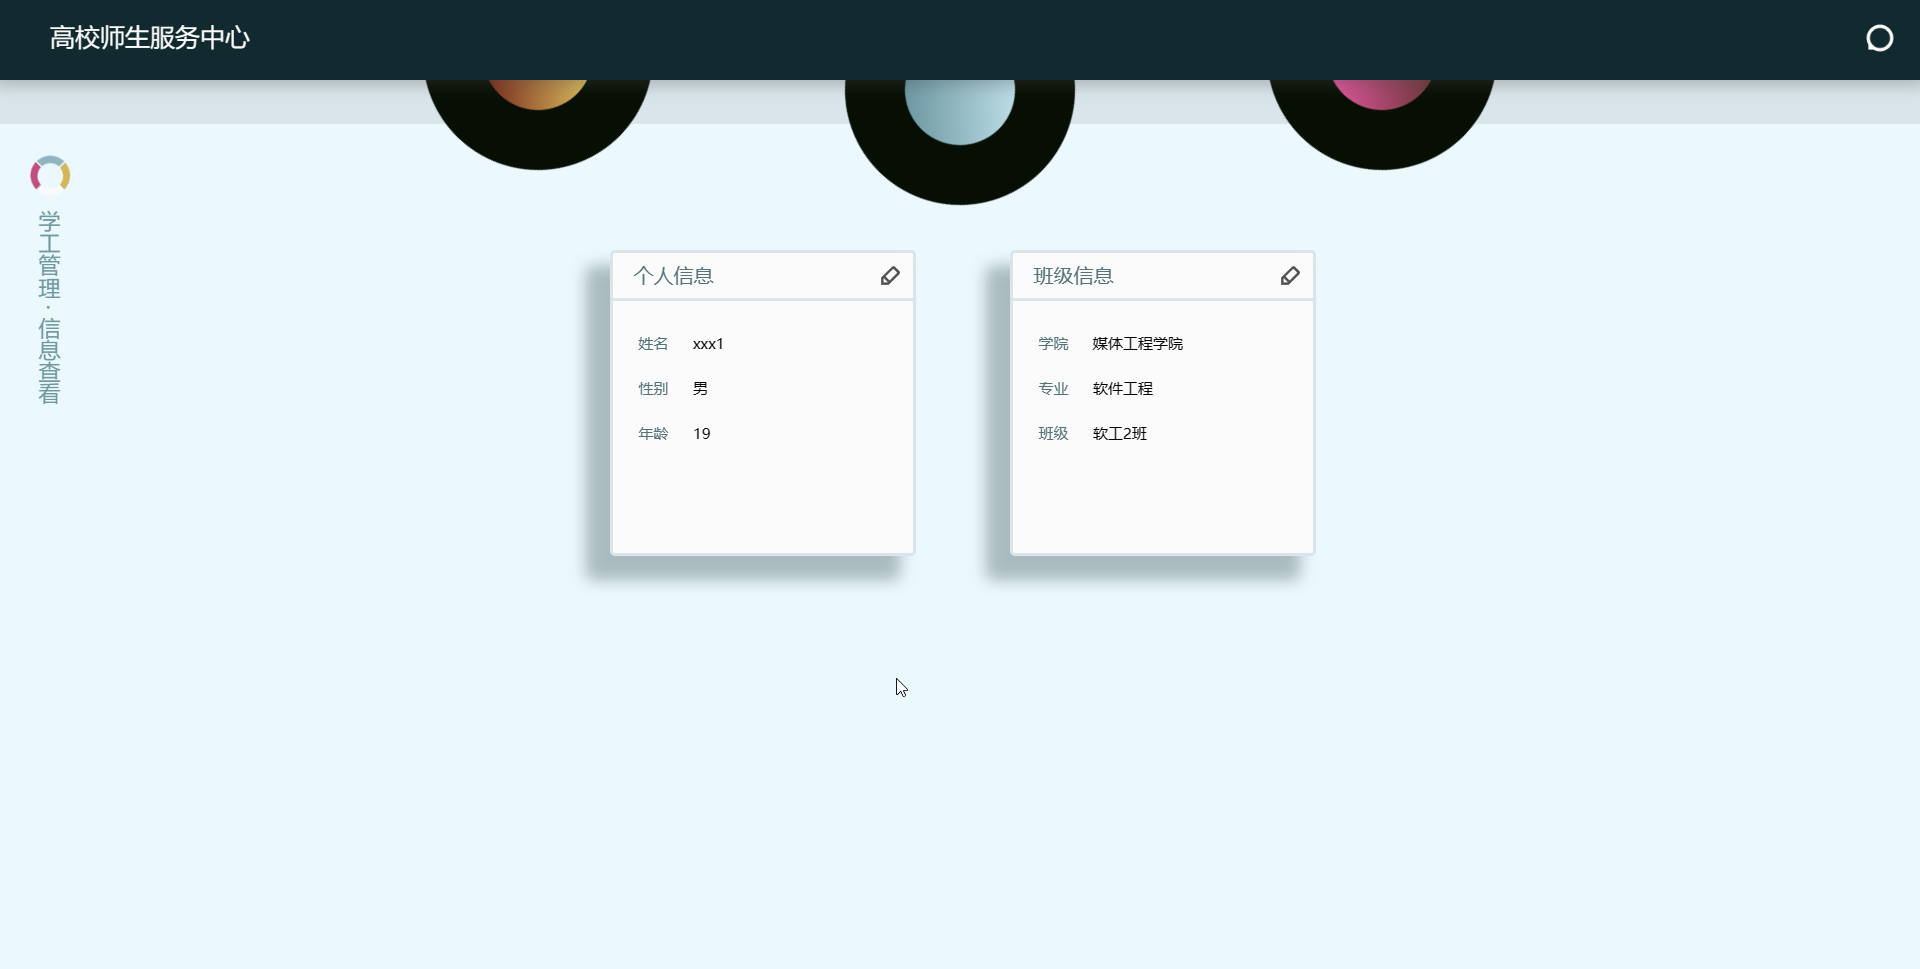 高校师生服务中心
学工管理·信息查看
个人信息
姓名 xxx1
性别 男
年龄 19
班级信息
学院 媒体工程学院
专业 软件工程
班级 软工2班